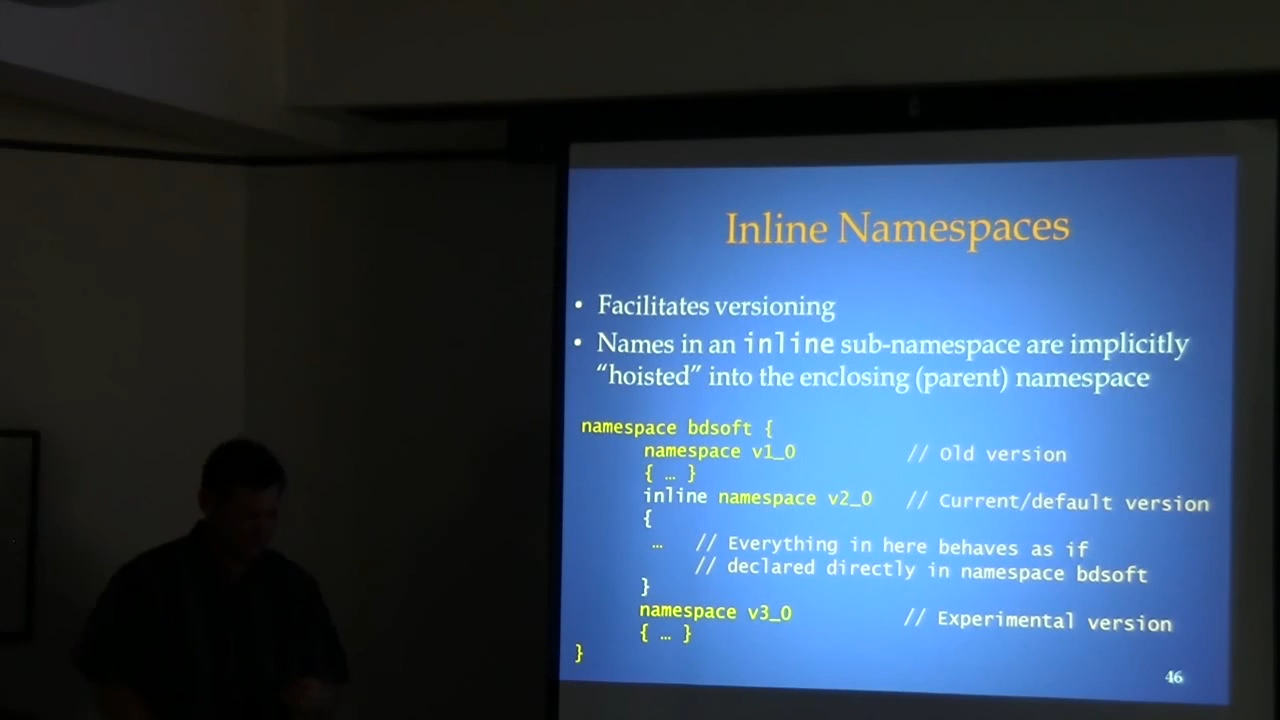 Inline Namespaces
• Facilitates versioning
• Names in an inline sub-namespace are implicitly
“hoisted” into the enclosing (parent) namespace
namespace bdsoft {
namespace v1_0 // Old version
{ … }
inline namespace v2_0 // Current/default version
{
… // Everything in here behaves as if
// declared directly in namespace bdsoft
}
namespace v3_0 // Experimental version
{ … }
}
46